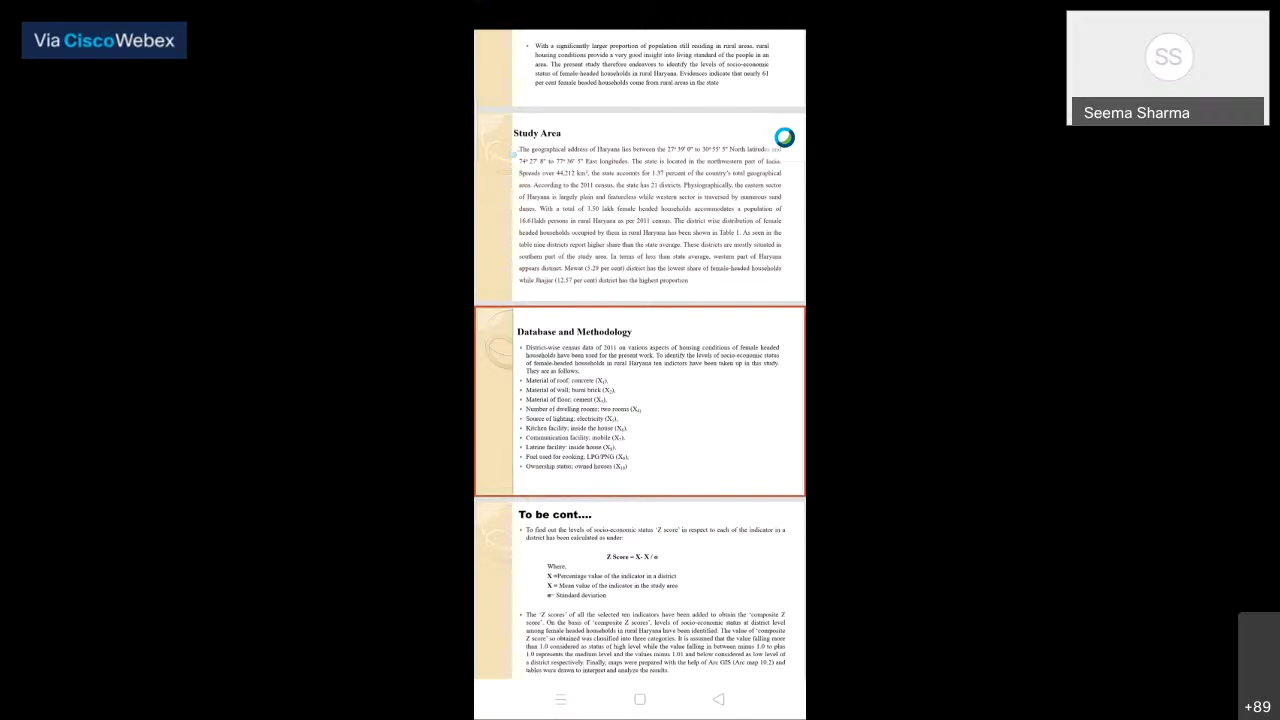 Via CiscoWebex
SS
Seema Sharma
• With a significantly larger proportion of population still residing in rural areas, rural
housing conditions provide a very good insight into living standard of the people in an
area. The present study therefore endeavors to identify the levels of socio-economic
status of female-headed households in rural Haryana. Evidences indicate that nearly 61
per cent female headed households come from rural areas in the state
Study Area
The geographical address of Haryana lies between the 27º 39' 0" to 30º 55' 5" North latitudes and
74º 27' 8" to 77º 36' 5" East longitudes. The state is located in the northwestern part of India.
Spreads over 44,212 km², the state accounts for 1.37 percent of the country's total geographical
area. According to the 2011 census, the state has 21 districts. Physiographically, the eastern sector
of Haryana is largely plain and featureless while western sector is traversed by numerous sand
dunes. With a total of 3.50 lakh female headed households accommodates a population of
16.61lakh persons in rural Haryana as per 2011 census. The district wise distribution of female
headed households occupied by them in rural Haryana has been shown in Table 1. As seen in the
table nine districts report higher share than the state average. These districts are mostly situated in
southern part of the study area. In terms of less than state average, western part of Haryana
appears distinct. Mewat (5.29 per cent) district has the lowest share of female-headed households
while Jhajjar (12.57 per cent) district has the highest proportion
Database and Methodology
• District-wise census data of 2011 on various aspects of housing conditions of female headed
households have been used for the present work. To identify the levels of socio-economic status
of female-headed households in rural Haryana ten indictors have been taken up in this study.
They are as follows.
• Material of roof; concrete (X₁),
• Material of wall; burnt brick (X₂),
• Material of floor; cement (X₃),
• Number of dwelling rooms; two rooms (X₄)
• Source of lighting; electricity (X₅),
• Kitchen facility; inside the house (X₆),
• Communication facility; mobile (X₇),
• Latrine facility: inside house (X₈),
• Fuel used for cooking; LPG/PNG (X₉),
• Ownership status; owned houses (X₁₀)
To be cont....
• To find out the levels of socio-economic status 'Z score' in respect to each of the indicator in a
district has been calculated as under:
Z Score = X- X / σ
Where,
X =Percentage value of the indicator in a district
X = Mean value of the indicator in the study area
σ= Standard deviation
• The 'Z scores' of all the selected ten indicators have been added to obtain the 'composite Z
score'. On the basis of 'composite Z scores', levels of socio-economic status at district level
among female headed households in rural Haryana have been identified. The value of 'composite
Z score' so obtained was classified into three categories. It is assumed that the value falling more
than 1.0 considered as status of high level while the value falling in between minus 1.0 to plus
1.0 represents the medium level and the values minus 1.01 and below considered as low level of
a district respectively. Finally, maps were prepared with the help of Arc GIS (Arc map 10.2) and
tables were drawn to interpret and analyze the results.
+89